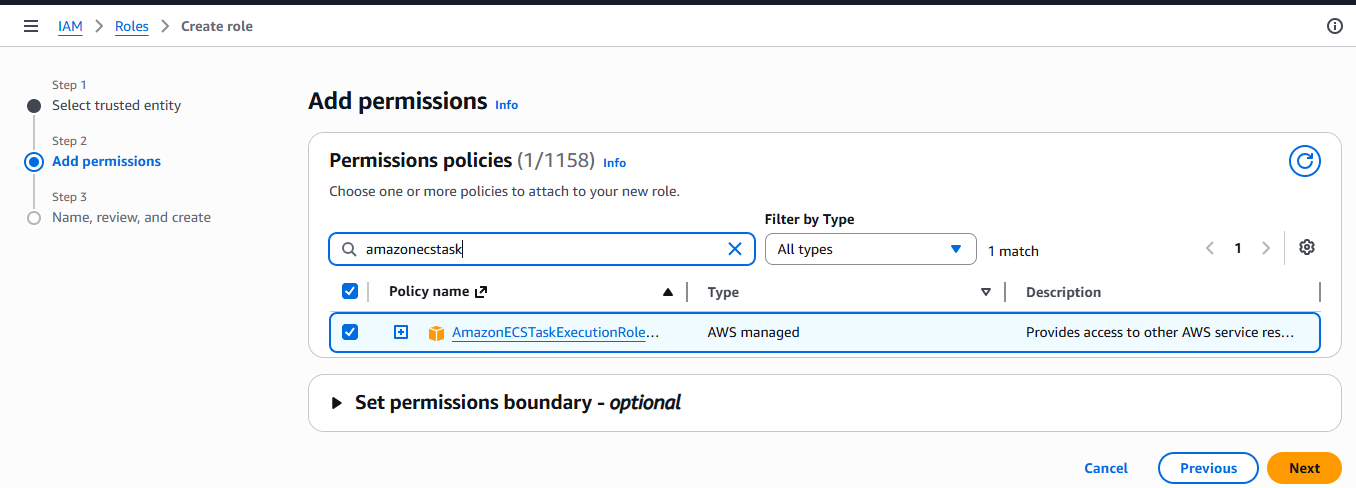 IAM > Roles > Create role
Step 1
Select trusted entity
Step 2
Add permissions
Step 3
Name, review, and create
Add permissions Info
Permissions policies (1/1158) Info
Choose one or more policies to attach to your new role.
Filter by Type
amazonecstask
All types
1 match
1
Policy name
Type
Description
AmazonECSTaskExecutionRole...
AWS managed
Provides access to other AWS service res...
Set permissions boundary - optional
Cancel
Previous
Next